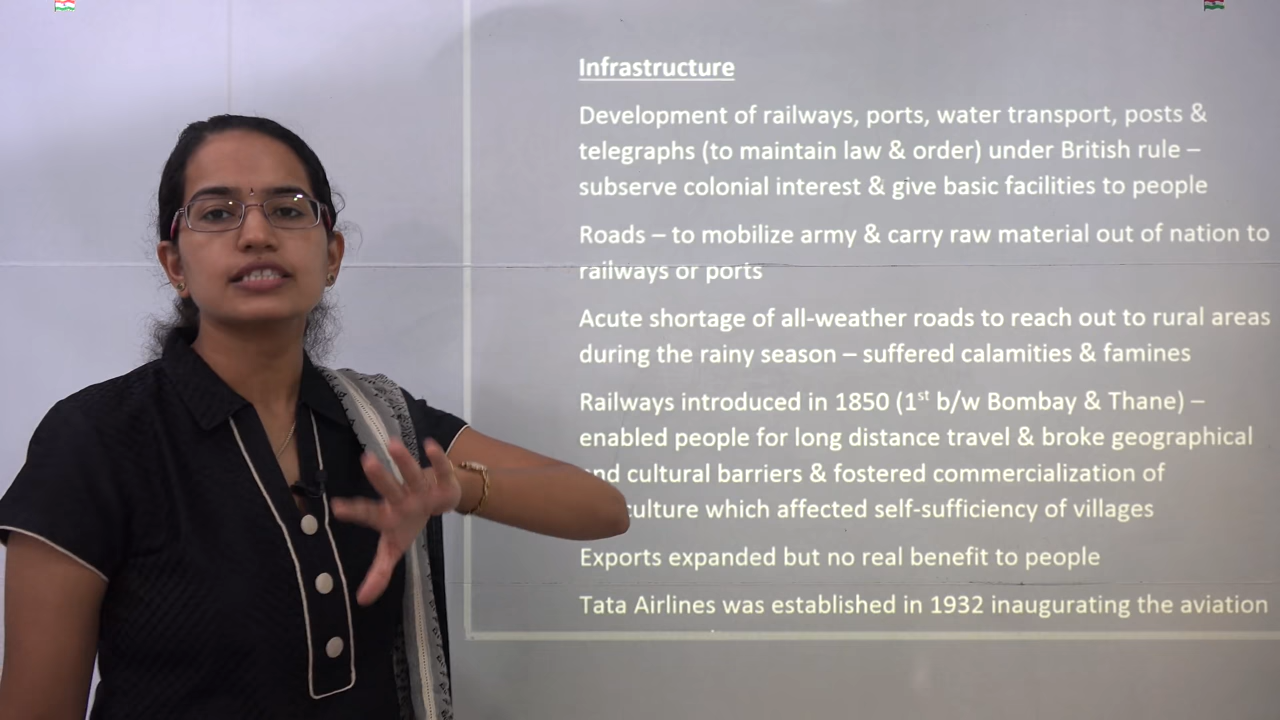 Infrastructure
Development of railways, ports, water transport, posts &
telegraphs (to maintain law & order) under British rule –
subserve colonial interest & give basic facilities to people
Roads – to mobilize army & carry raw material out of nation to
railways or ports
Acute shortage of all-weather roads to reach out to rural areas
during the rainy season – suffered calamities & famines
Railways introduced in 1850 (1st b/w Bombay & Thane) –
enabled people for long distance travel & broke geographical
cultural barriers & fostered commercialization of
which affected self-sufficiency of villages
Exports expanded but no real benefit to people
Tata Airlines was established in 1932 inaugurating the aviation